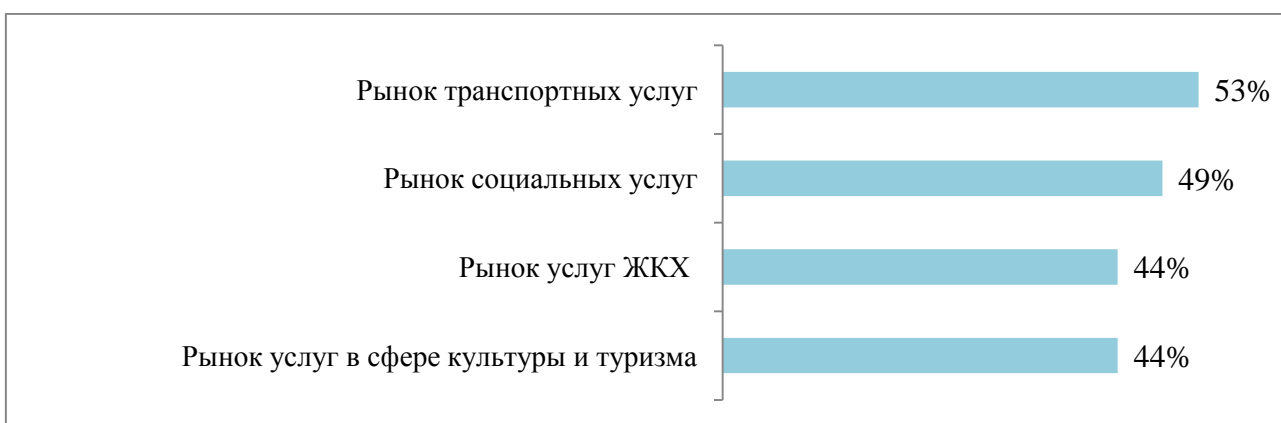 Рынок транспортных услуг 53%
Рынок социальных услуг 49%
Рынок услуг ЖКХ 44%
Рынок услуг в сфере культуры и туризма 44%